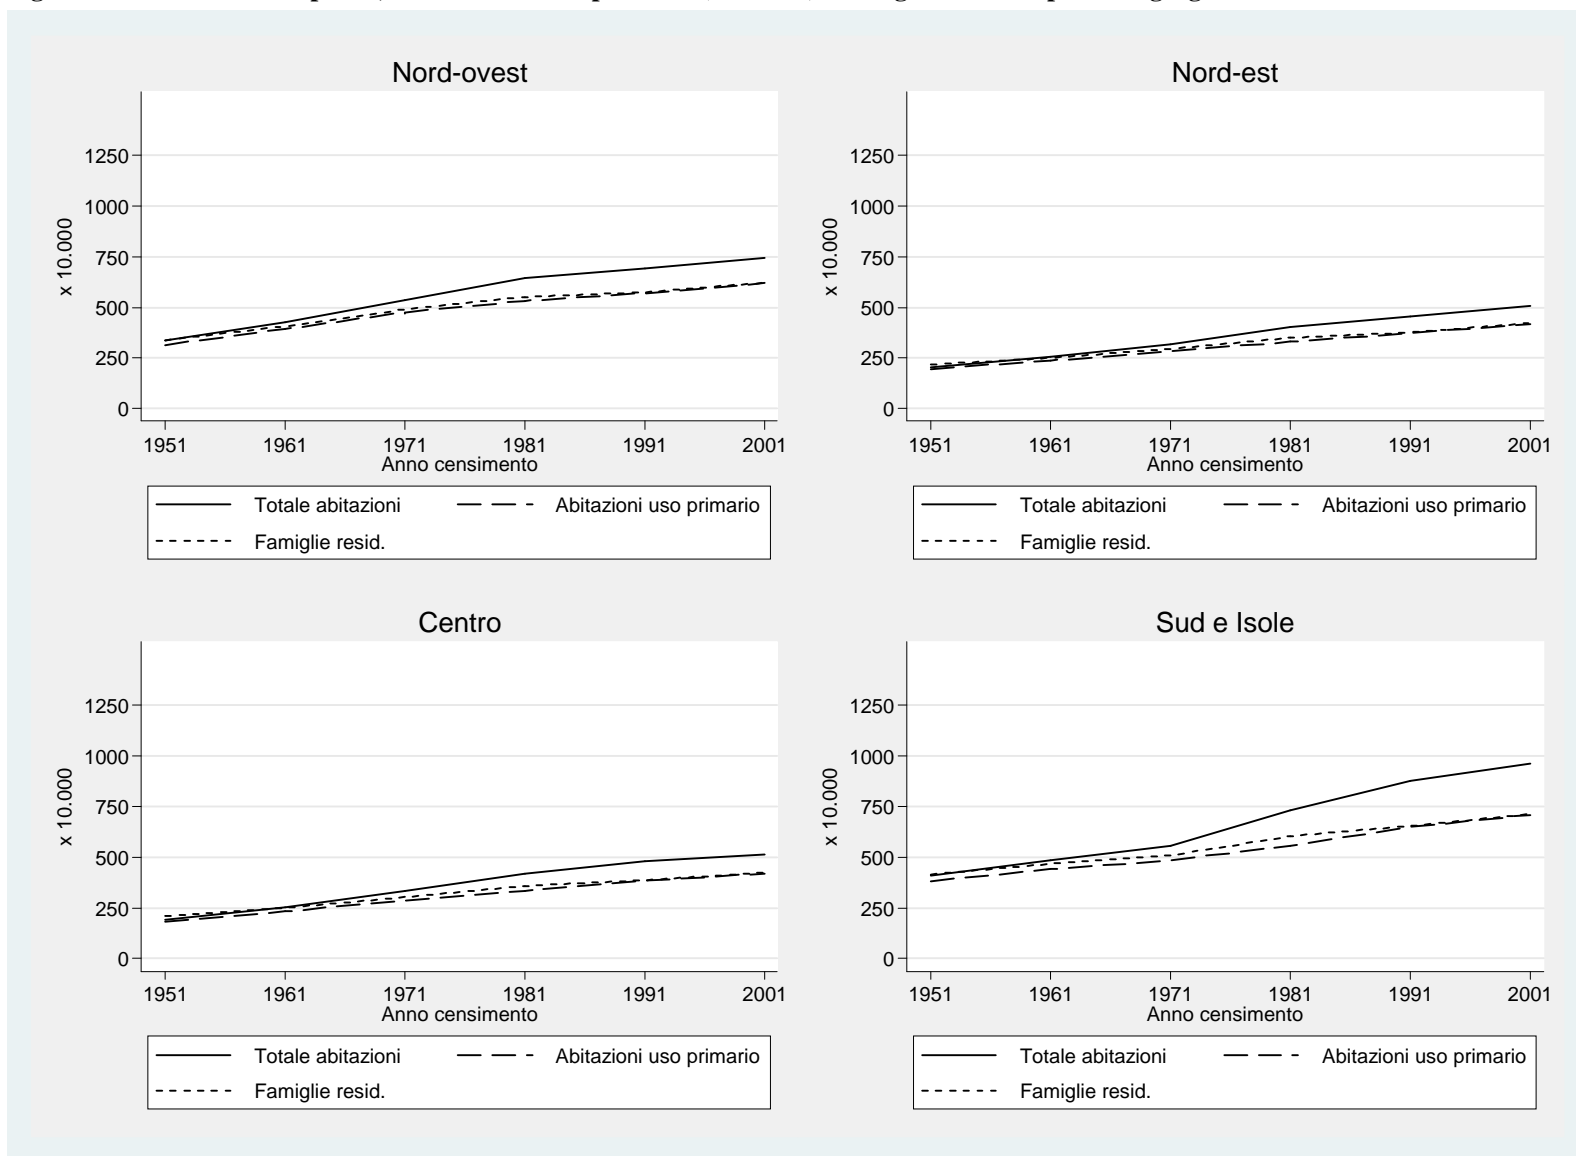 Nord-ovest
1250
1000
750
500
250
0
x 10.000
1951 1961 1971 1981 1991 2001
Anno censimento
Totale abitazioni Abitazioni uso primario
Famiglie resid.
Nord-est
1250
1000
750
500
250
0
x 10.000
1951 1961 1971 1981 1991 2001
Anno censimento
Totale abitazioni Abitazioni uso primario
Famiglie resid.
Centro
1250
1000
750
500
250
0
x 10.000
1951 1961 1971 1981 1991 2001
Anno censimento
Totale abitazioni Abitazioni uso primario
Famiglie resid.
Sud e Isole
1250
1000
750
500
250
0
x 10.000
1951 1961 1971 1981 1991 2001
Anno censimento
Totale abitazioni Abitazioni uso primario
Famiglie resid.